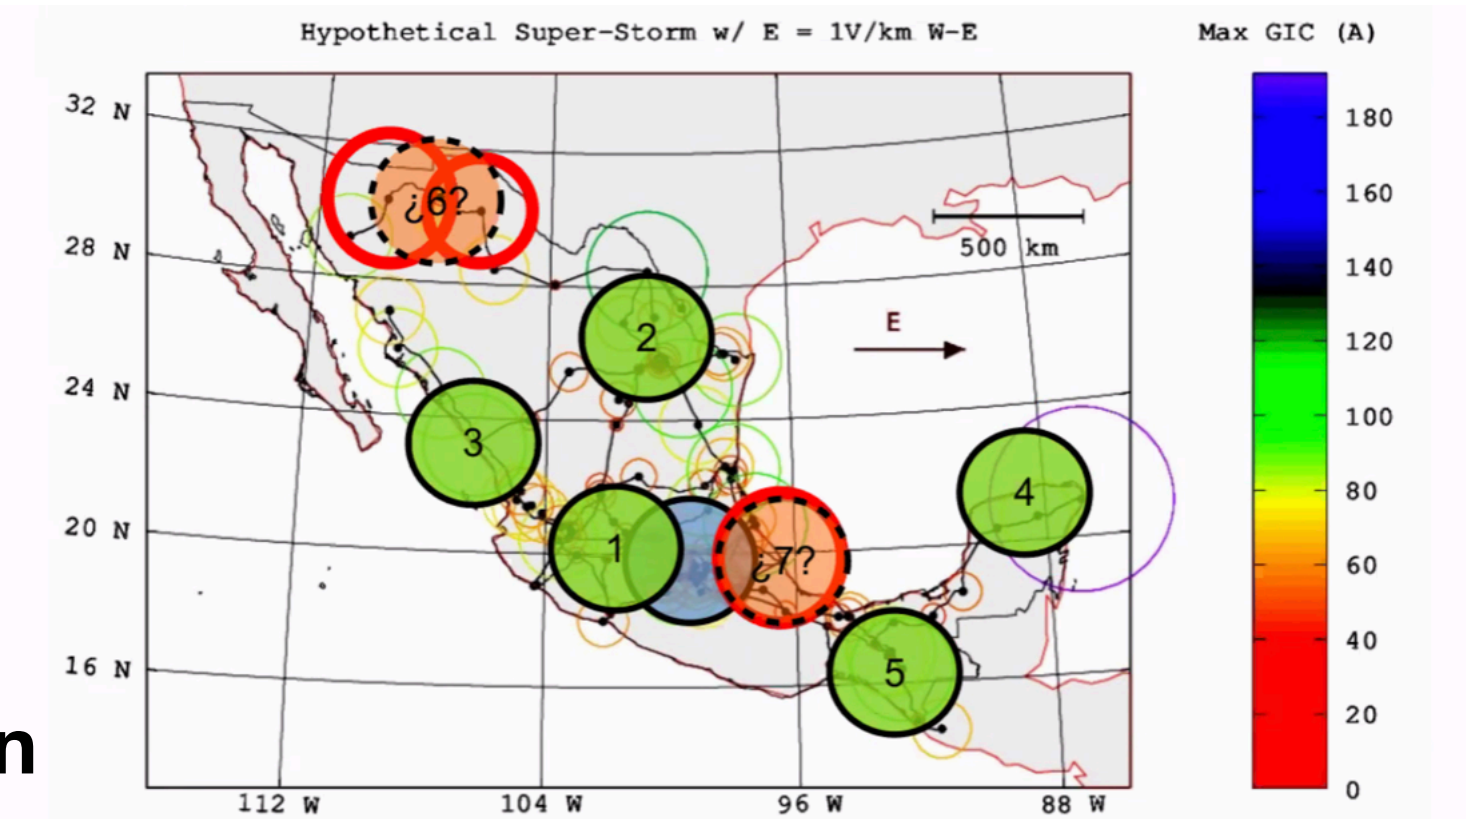 Hypothetical Super-Storm w/ E = 1V/km W-E
Max GIC (A)
32 N
28 N
24 N
20 N
16 N
112 W
104 W
96 W
88 W
500 km
E
¿6?
2
3
4
1
¿7?
5
180
160
140
120
100
80
60
40
20
0
n